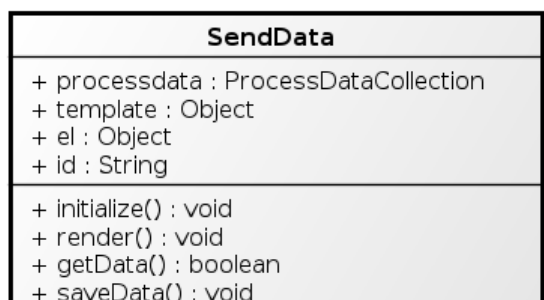 SendData
+ processdata : ProcessDataCollection
+ template : Object
+ el : Object
+ id : String
+ initialize() : void
+ render() : void
+ getData() : boolean
+ saveData() : void